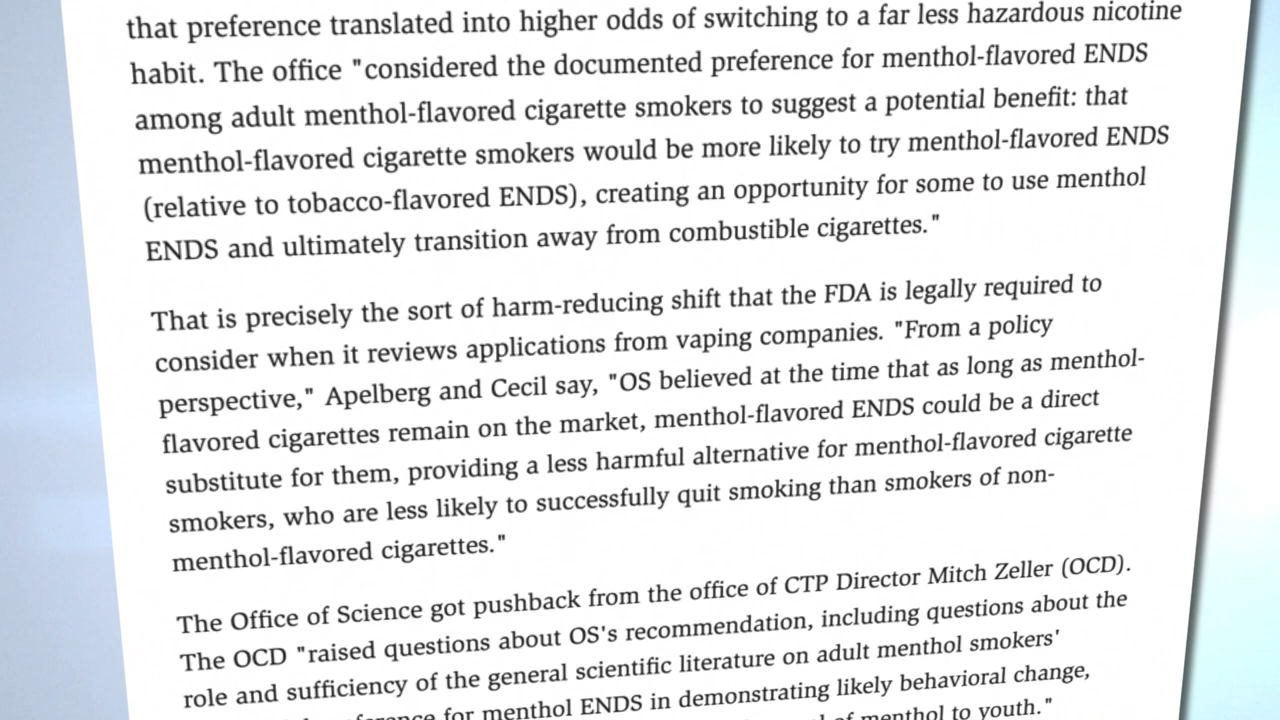 that preference translated into higher odds of switching to a far less hazardous nicotine
habit. The office "considered the documented preference for menthol-flavored ENDS
among adult menthol-flavored cigarette smokers to suggest a potential benefit: that
menthol-flavored cigarette smokers would be more likely to try menthol-flavored ENDS
(relative to tobacco-flavored ENDS), creating an opportunity for some to use menthol
ENDS and ultimately transition away from combustible cigarettes."
That is precisely the sort of harm-reducing shift that the FDA is legally required to
consider when it reviews applications from vaping companies. "From a policy
perspective," Apelberg and Cecil say, "OS believed at the time that as long as menthol-
flavored cigarettes remain on the market, menthol-flavored ENDS could be a direct
substitute for them, providing a less harmful alternative for menthol-flavored cigarette
smokers, who are less likely to successfully quit smoking than smokers of non-
menthol-flavored cigarettes."
The Office of Science got pushback from the office of CTP Director Mitch Zeller (OCD).
The OCD "raised questions about OS's recommendation, including questions about the
role and sufficiency of the general scientific literature on adult menthol smokers'
for menthol ENDS in demonstrating likely behavioral change,
of menthol to youth."